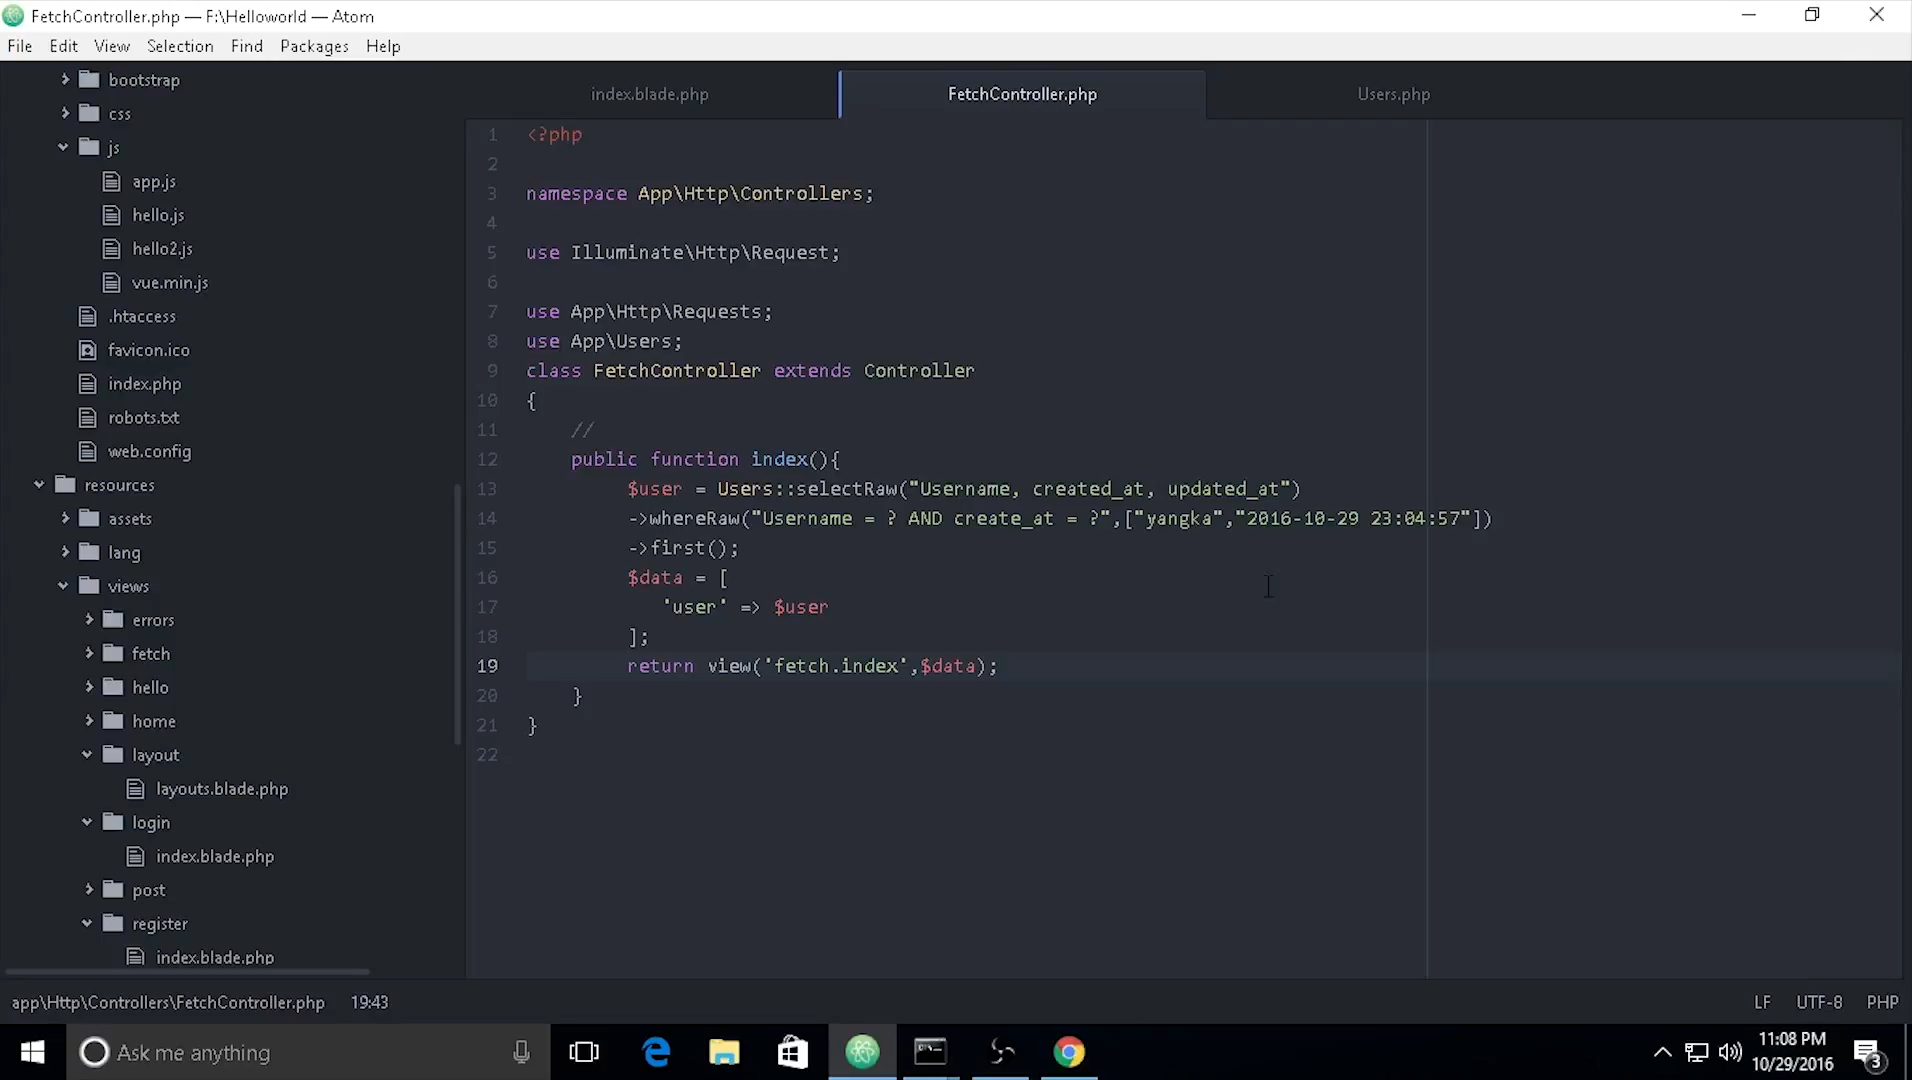 FetchController.php — F:\Helloworld — Atom
File Edit View Selection Find Packages Help
bootstrap
css
js
app.js
hello.js
hello2.js
vue.min.js
.htaccess
favicon.ico
index.php
robots.txt
web.config
resources
assets
lang
views
errors
fetch
hello
home
layout
layouts.blade.php
login
index.blade.php
post
register
index.blade.php
index.blade.php FetchController.php Users.php
1 <?php
2
3 namespace App\Http\Controllers;
4
5 use Illuminate\Http\Request;
6
7 use App\Http\Requests;
8 use App\Users;
9 class FetchController extends Controller
10 {
11 //
12 public function index(){
13 $user = Users::selectRaw("Username, created_at, updated_at")
14 ->whereRaw("Username = ? AND create_at = ?",["yangka","2016-10-29 23:04:57"])
15 ->first();
16 $data = [
17 'user' => $user
18 ];
19 return view('fetch.index',$data);
20 }
21 }
22
app\Http\Controllers\FetchController.php 19:43 LF UTF-8 PHP
Ask me anything
11:08 PM
10/29/2016
3